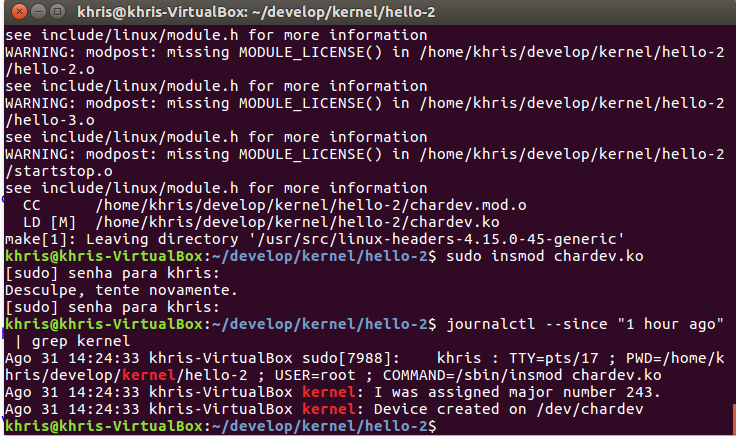 khris@khris-VirtualBox: ~/develop/kernel/hello-2
see include/linux/module.h for more information
WARNING: modpost: missing MODULE_LICENSE() in /home/khris/develop/kernel/hello-2
/hello-2.o
see include/linux/module.h for more information
WARNING: modpost: missing MODULE_LICENSE() in /home/khris/develop/kernel/hello-2
/hello-3.o
see include/linux/module.h for more information
WARNING: modpost: missing MODULE_LICENSE() in /home/khris/develop/kernel/hello-2
/startstop.o
see include/linux/module.h for more information
  CC      /home/khris/develop/kernel/hello-2/chardev.mod.o
  LD [M]  /home/khris/develop/kernel/hello-2/chardev.ko
make[1]: Leaving directory '/usr/src/linux-headers-4.15.0-45-generic'
khris@khris-VirtualBox:~/develop/kernel/hello-2$ sudo insmod chardev.ko
[sudo] senha para khris:
Desculpe, tente novamente.
[sudo] senha para khris:
khris@khris-VirtualBox:~/develop/kernel/hello-2$ journalctl --since "1 hour ago"
 | grep kernel
Ago 31 14:24:33 khris-VirtualBox sudo[7988]:    khris : TTY=pts/17 ; PWD=/home/k
hris/develop/kernel/hello-2 ; USER=root ; COMMAND=/sbin/insmod chardev.ko
Ago 31 14:24:33 khris-VirtualBox kernel: I was assigned major number 243.
Ago 31 14:24:33 khris-VirtualBox kernel: Device created on /dev/chardev
khris@khris-VirtualBox:~/develop/kernel/hello-2$